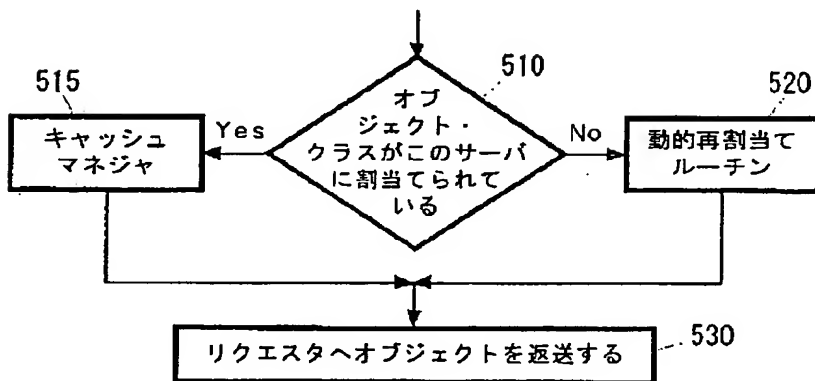 510
オブ
ジェクト・
クラスがこのサーバ
に割当てられて
いる
515
キャッシュ
マネジャ
Yes
No
520
動的再割当て
ルーチン
リクエスタへオブジェクトを返送する
530